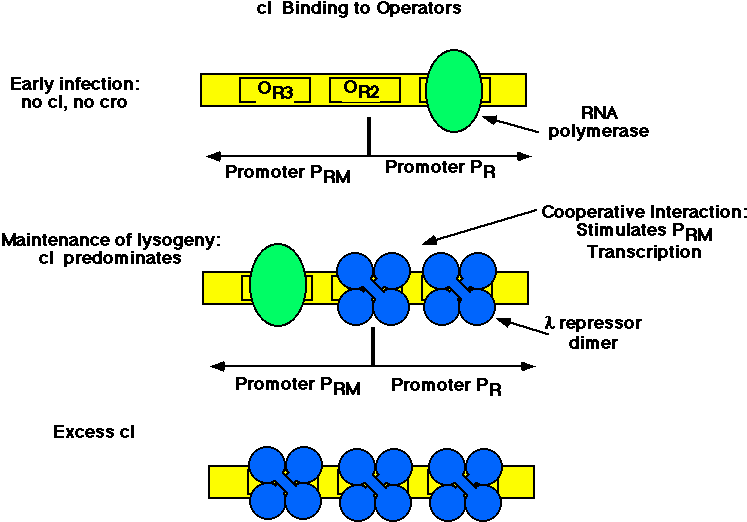 cI Binding to Operators
Early infection:
no cI, no cro
OR3
OR2
RNA
polymerase
Promoter PRM
Promoter PR
Cooperative Interaction:
Stimulates PRM
Transcription
Maintenance of lysogeny:
cI predominates
λ repressor
dimer
Promoter PRM
Promoter PR
Excess cI